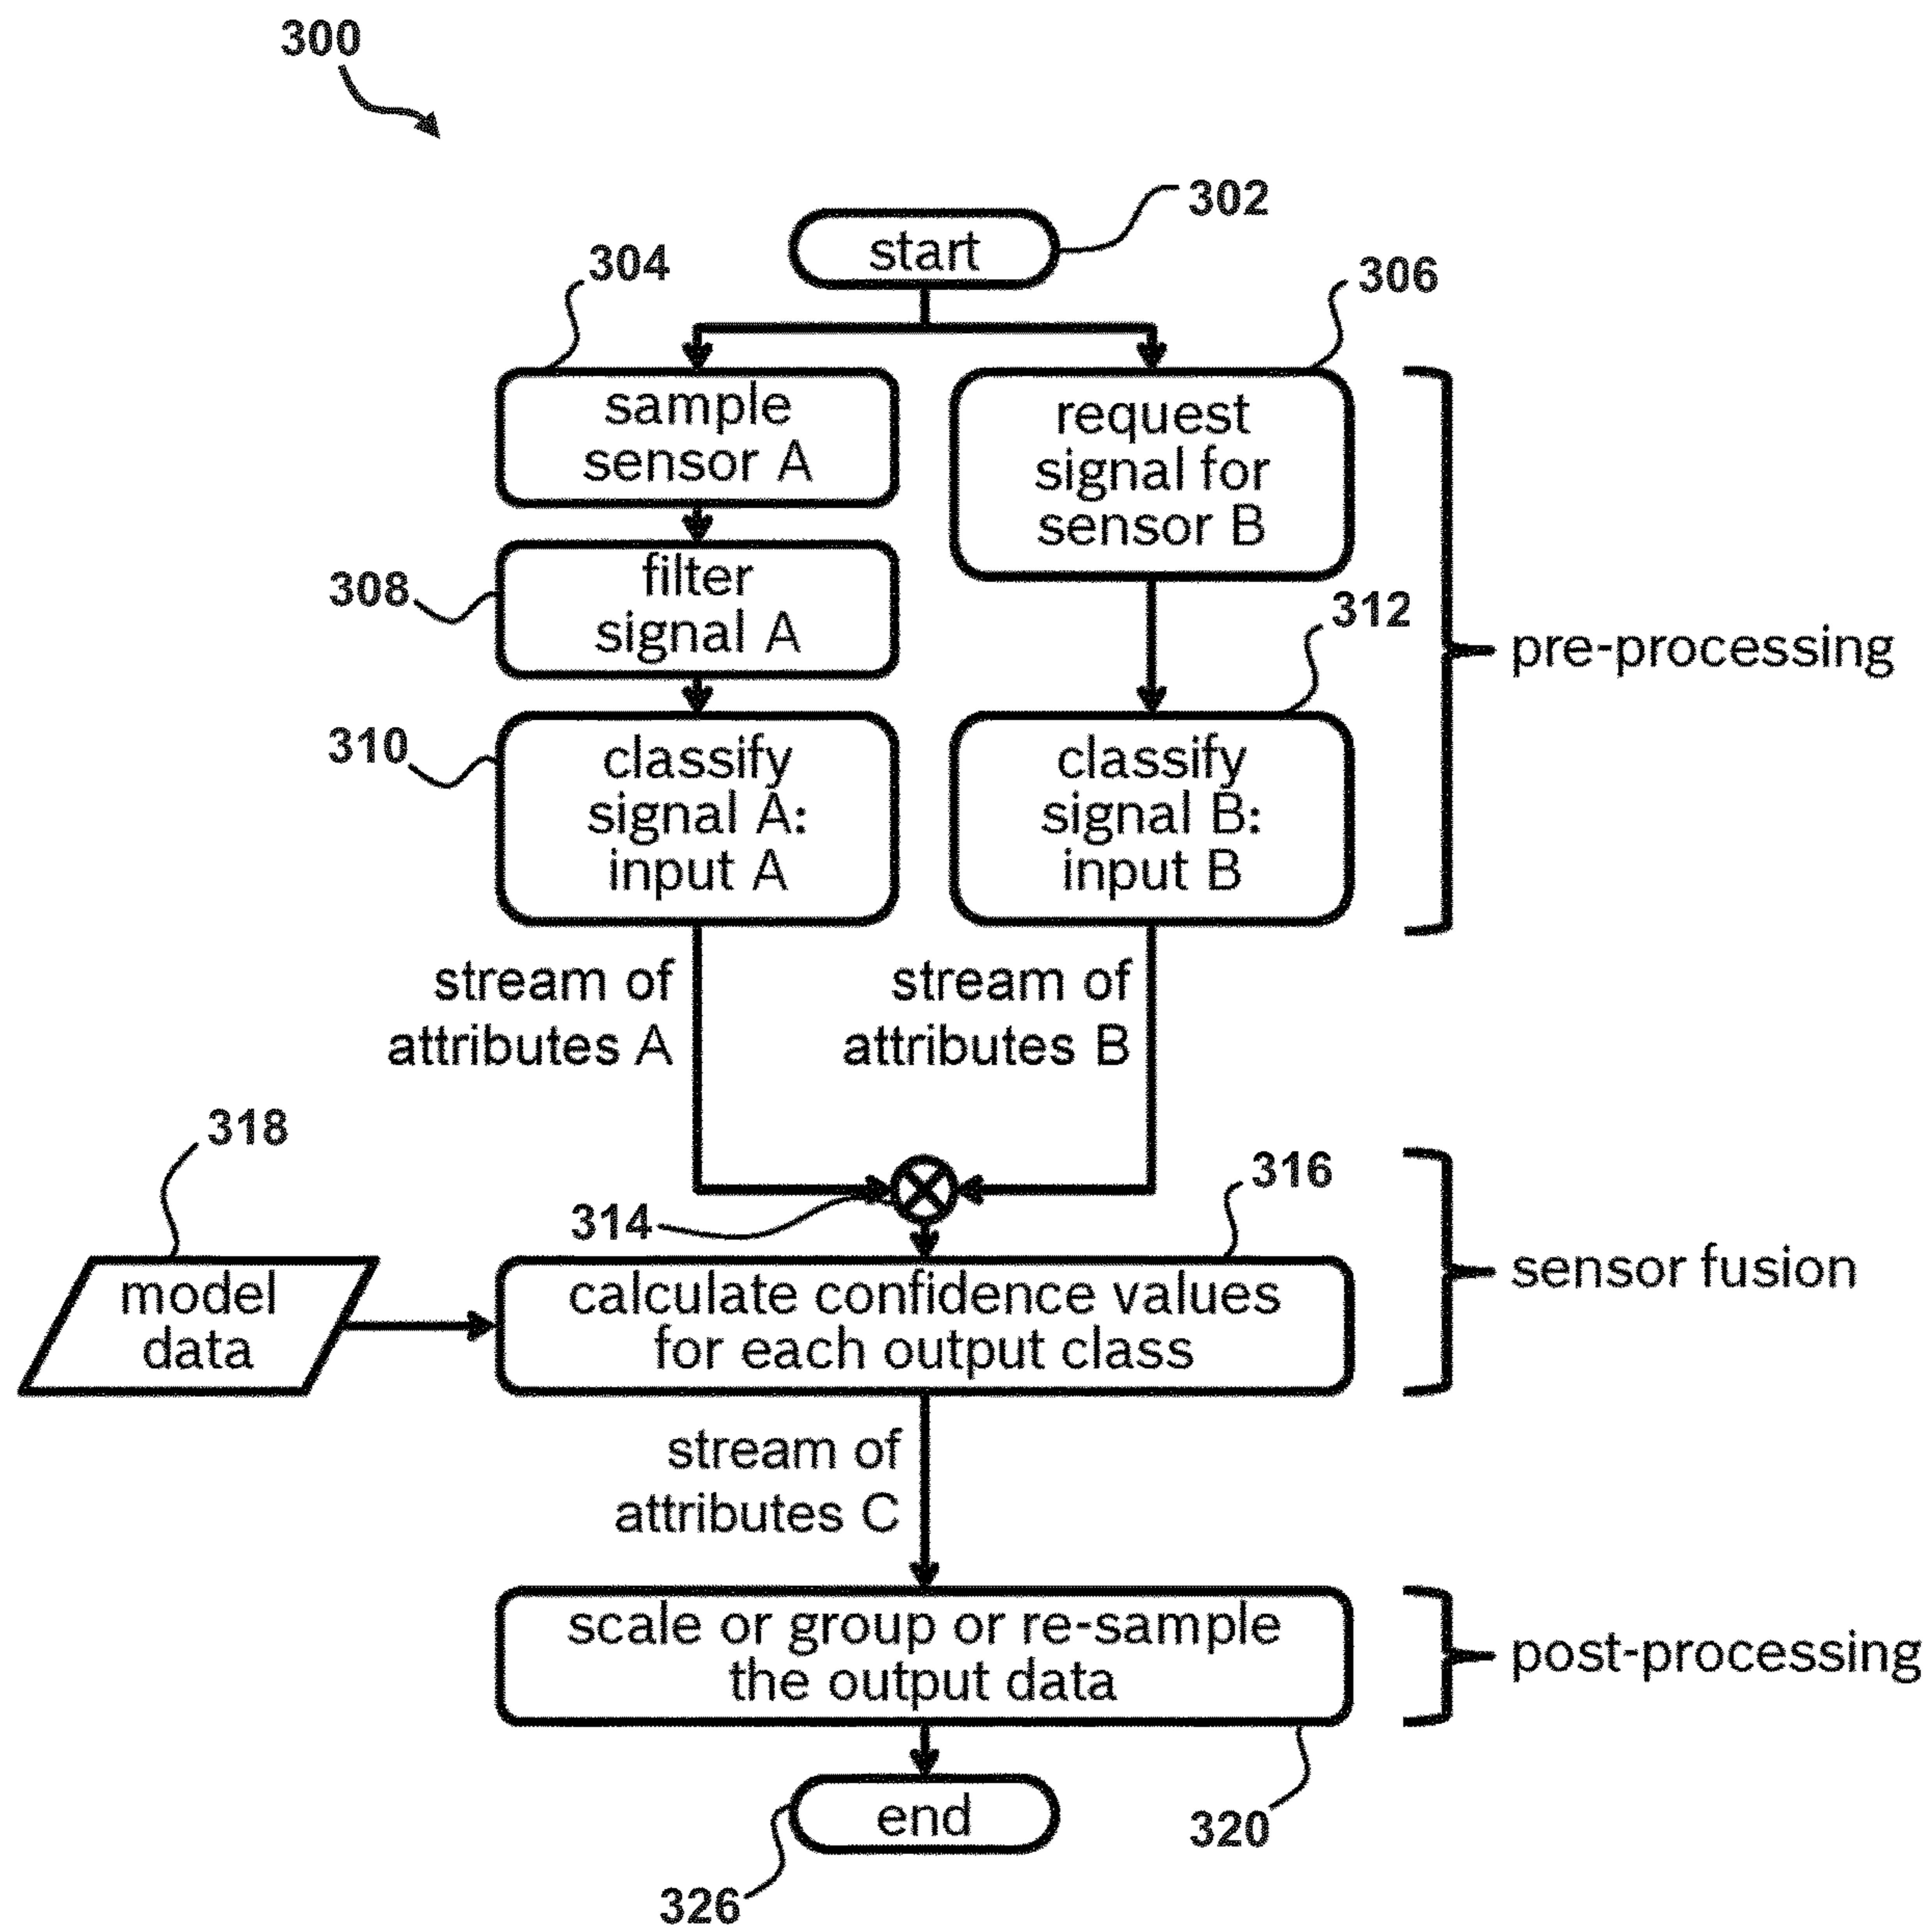 300
302
start
304
306
sample
sensor A
request
signal for
sensor B
308
filter
signal A
312
pre-processing
310
classify
signal A:
input A
classify
signal B:
input B
stream of
attributes A
stream of
attributes B
318
316
314
model
data
calculate confidence values
for each output class
sensor fusion
stream of
attributes C
scale or group or re-sample
the output data
post-processing
end
320
326